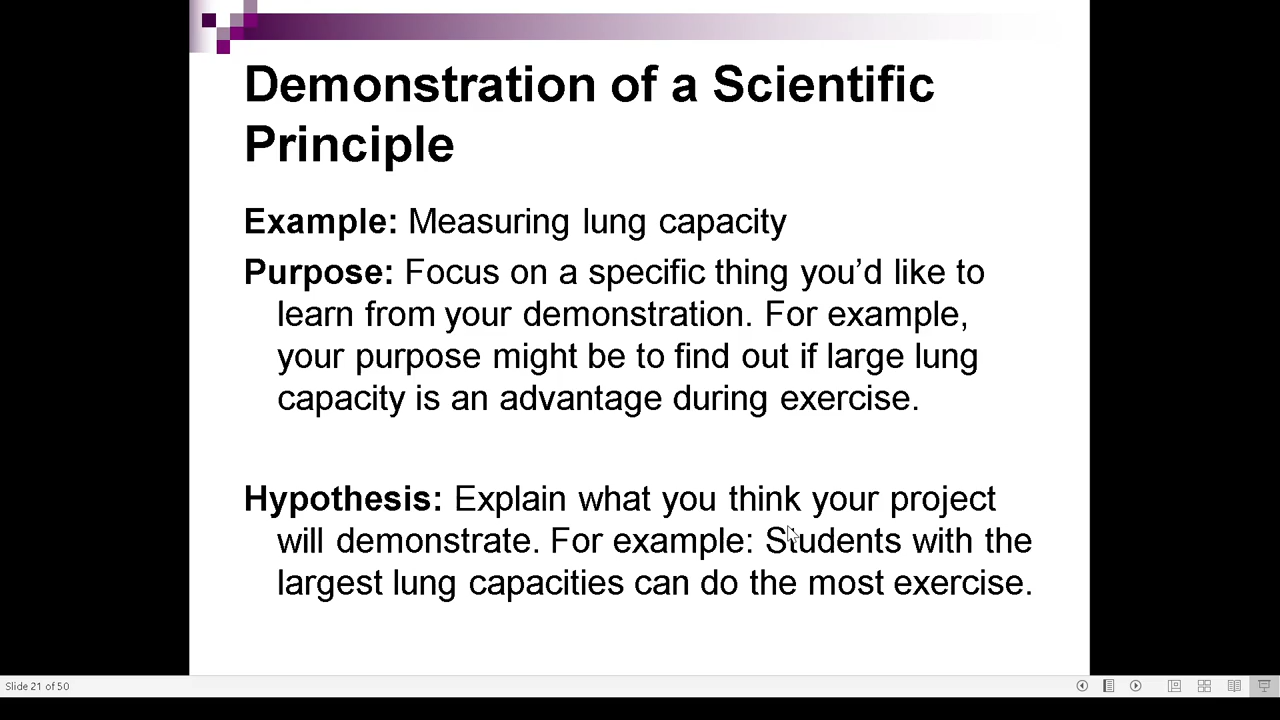 Demonstration of a Scientific
Principle
Example: Measuring lung capacity
Purpose: Focus on a specific thing you’d like to
learn from your demonstration. For example,
your purpose might be to find out if large lung
capacity is an advantage during exercise.
Hypothesis: Explain what you think your project
will demonstrate. For example: Students with the
largest lung capacities can do the most exercise.
Slide 21 of 50